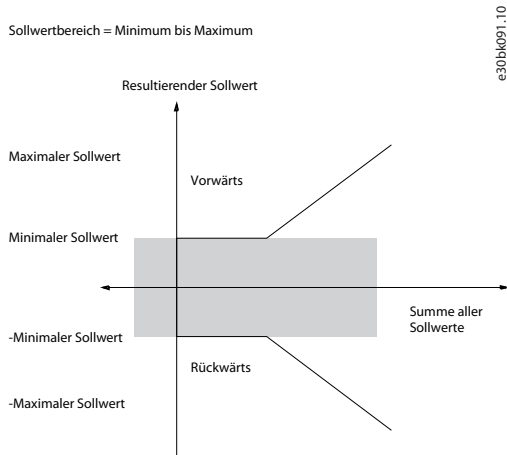 Sollwertbereich = Minimum bis Maximum
e30bk091.10
Resultierender Sollwert
Maximaler Sollwert
Vorwärts
Minimaler Sollwert
Summe aller
Sollwerte
-Minimaler Sollwert
Rückwärts
-Maximaler Sollwert